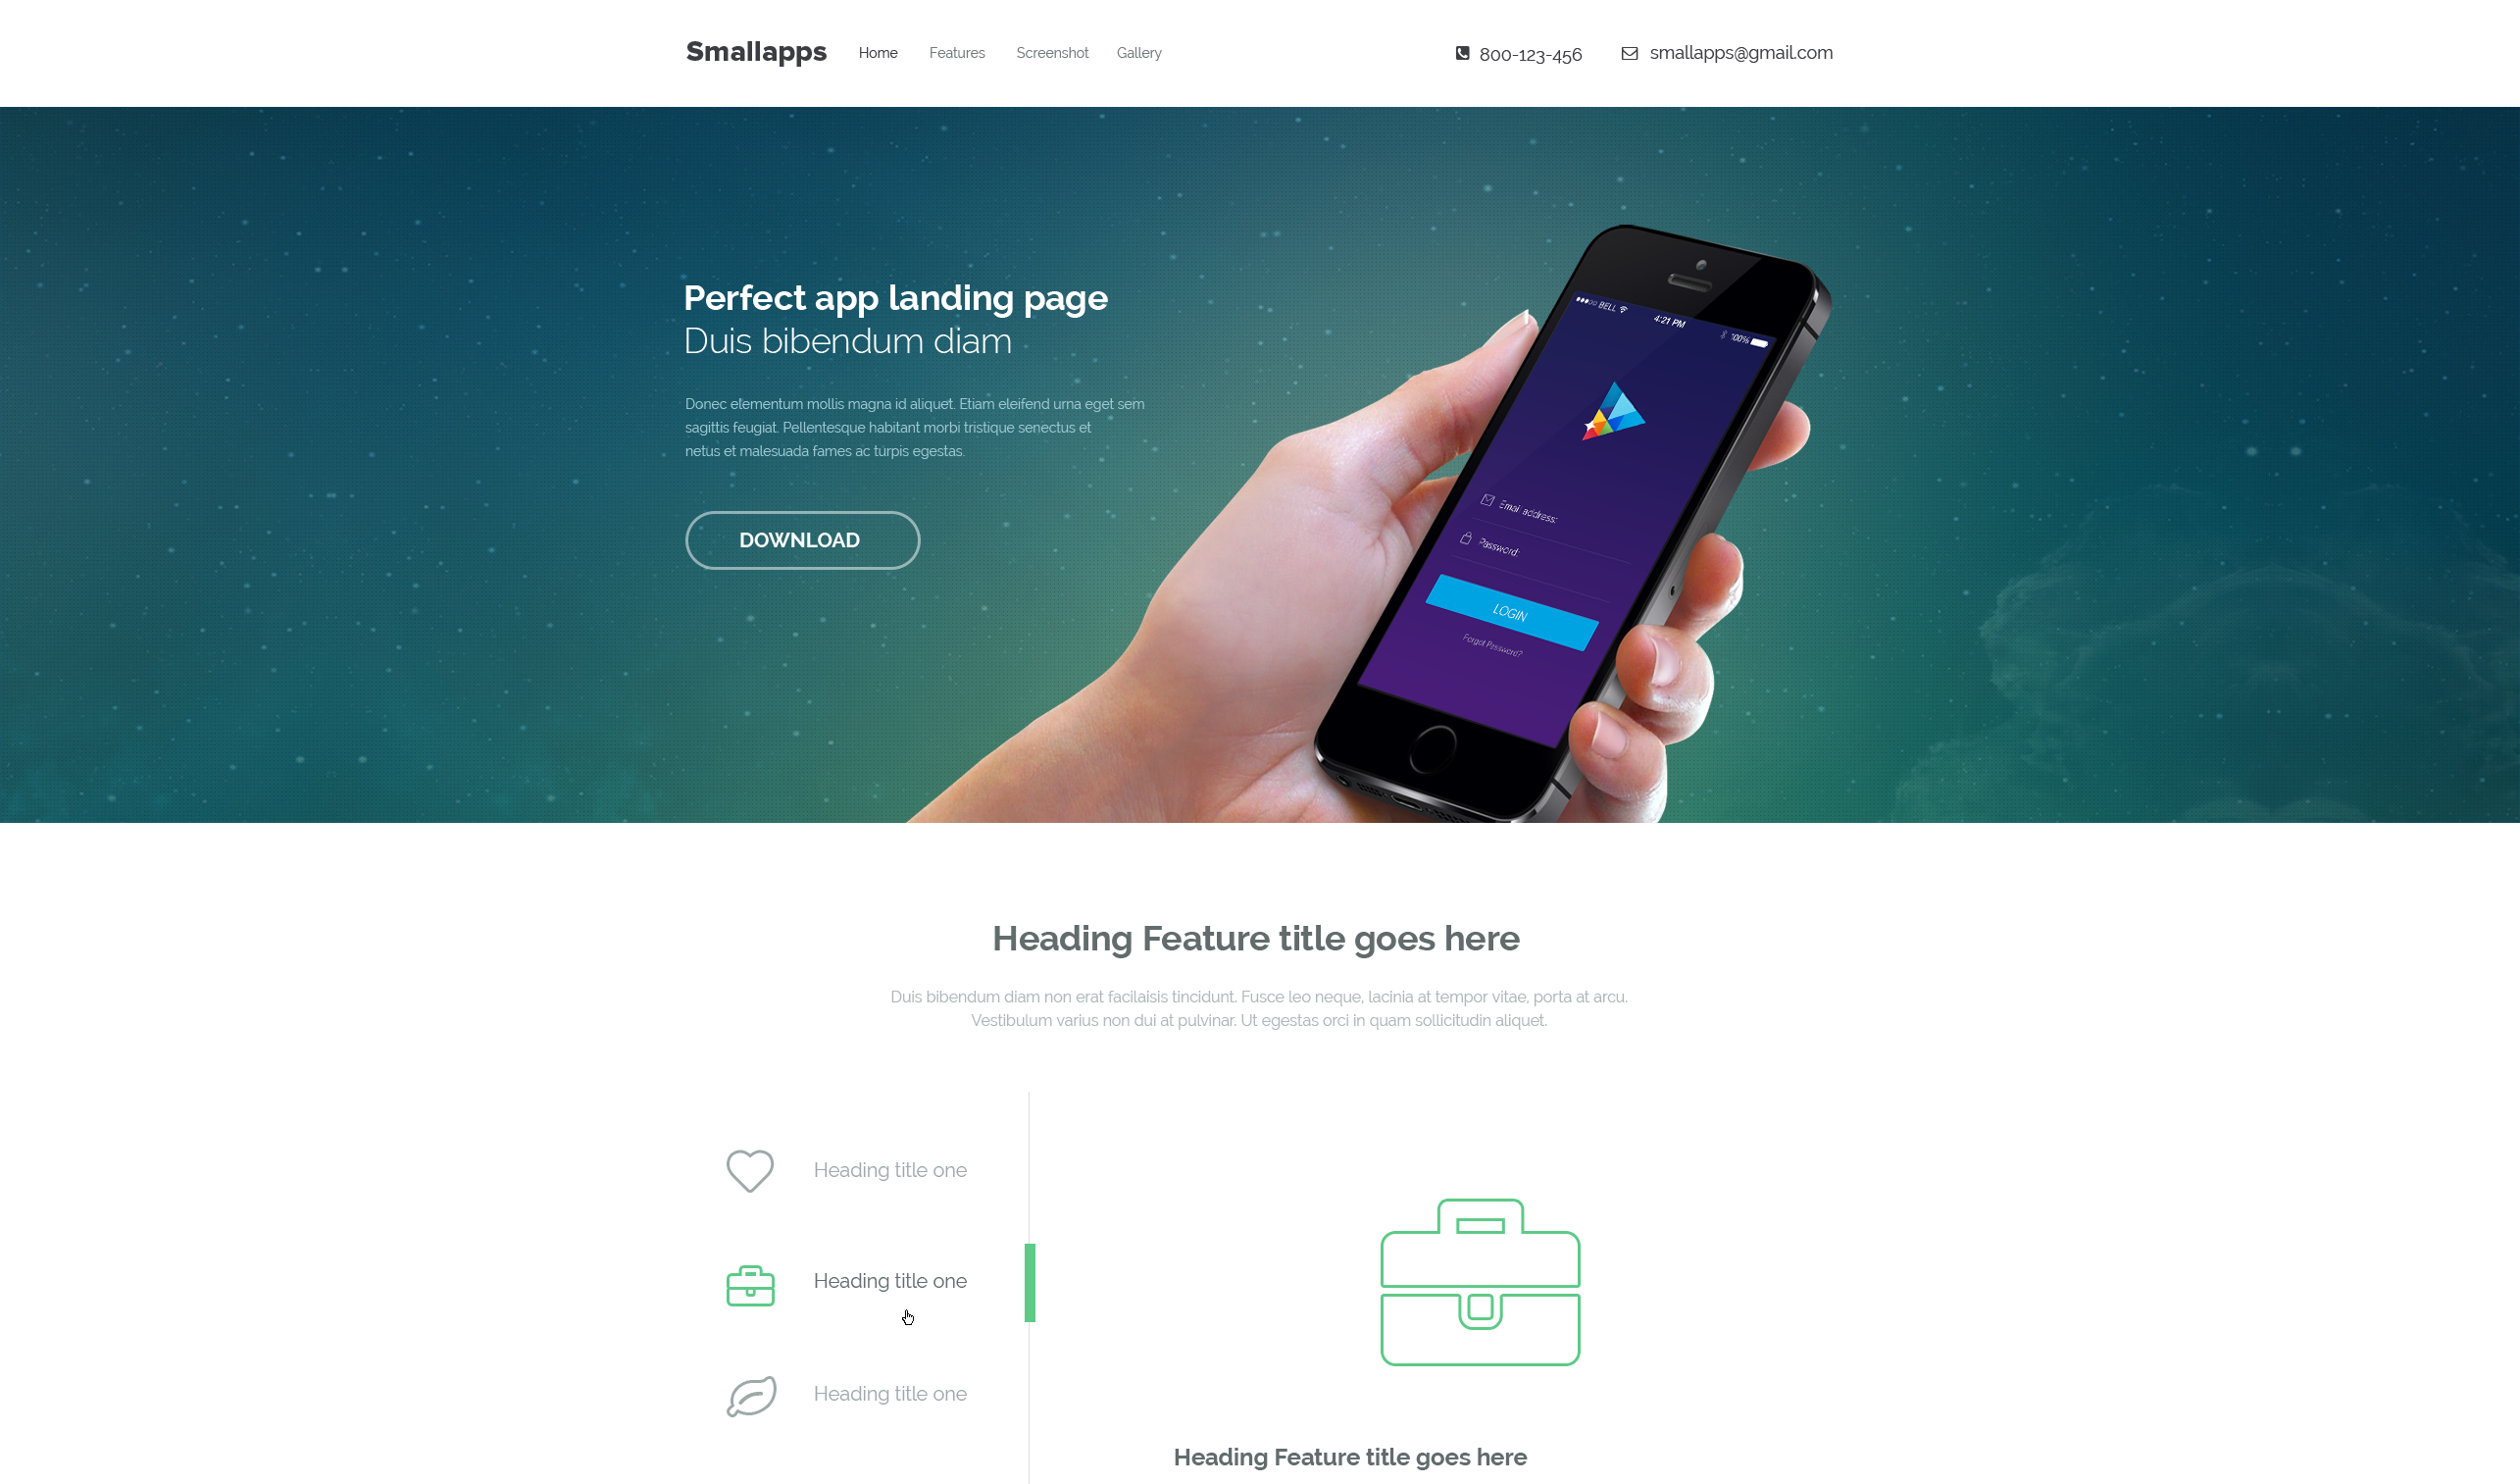 Smallapps
Home Features Screenshot Gallery
800-123-456
smallapps@gmail.com
Perfect app landing page
Duis bibendum diam
Donec elementum mollis magna id aliquet. Etiam eleifend urna eget sem
sagittis feugiat. Pellentesque habitant morbi tristique senectus et
netus et malesuada fames ac turpis egestas.
DOWNLOAD
BELL 4:21 PM 100%
Email address:
Password:
LOGIN
Forgot Password?
Heading Feature title goes here
Duis bibendum diam non erat facilaisis tincidunt. Fusce leo neque, lacinia at tempor vitae, porta at arcu.
Vestibulum varius non dui at pulvinar. Ut egestas orci in quam sollicitudin aliquet.
Heading title one
Heading title one
Heading title one
Heading Feature title goes here